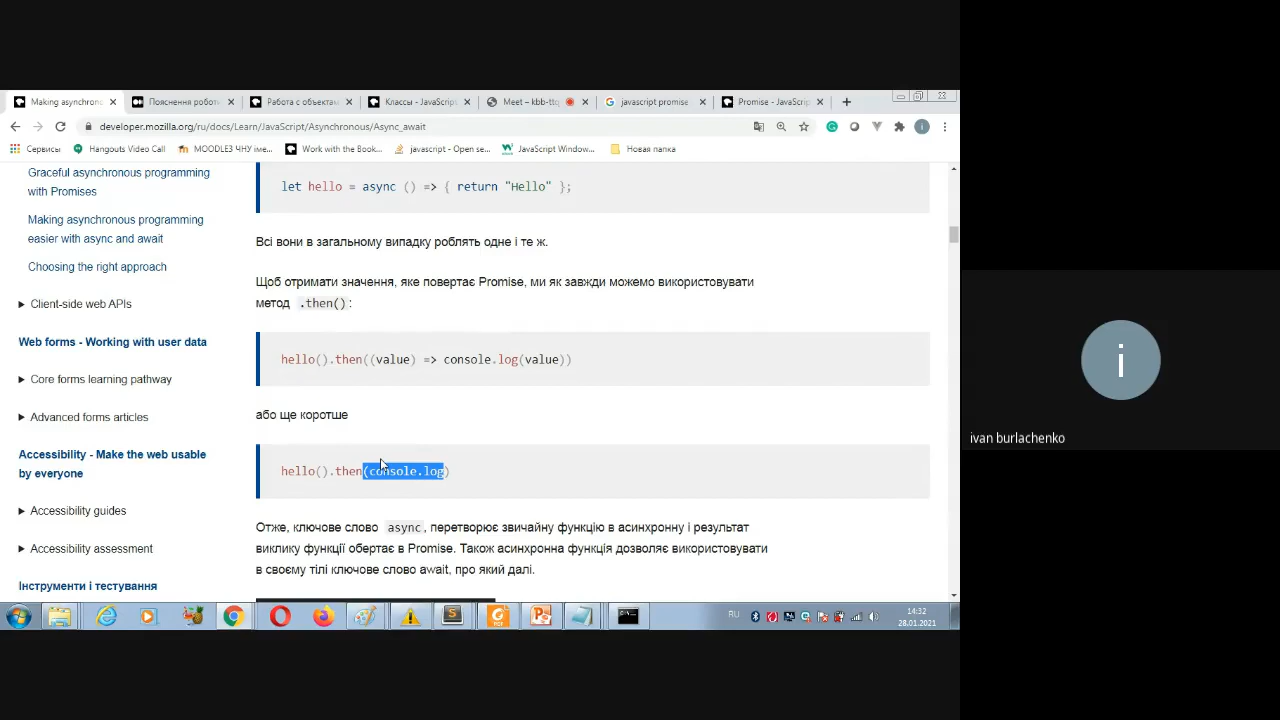 Making asynchrono
Пояснення роботи
Работа с объектам
Классы - JavaScript
Meet – kbb-tto
javascript promise
Promise - JavaScrip
developer.mozilla.org/ru/docs/Learn/JavaScript/Asynchronous/Async_await
Сервисы
Hangouts Video Call
MOODLE3 ЧНУ іме...
Work with the Book...
javascript - Open se...
JavaScript Window...
Новая папка
Graceful asynchronous programming
with Promises
Making asynchronous programming
easier with async and await
Choosing the right approach
Client-side web APIs
Web forms - Working with user data
Core forms learning pathway
Advanced forms articles
Accessibility - Make the web usable
by everyone
Accessibility guides
Accessibility assessment
Інструменти і тестування
let hello = async () => { return "Hello" };
Всі вони в загальному випадку роблять одне і те ж.
Щоб отримати значення, яке повертає Promise, ми як завжди можемо використовувати
метод .then():
hello().then((value) => console.log(value))
або ще коротше
hello().then(console.log)
Отже, ключове слово async, перетворює звичайну функцію в асинхронну і результат
виклику функції обертає в Promise. Також асинхронна функція дозволяє використовувати
в своєму тілі ключове слово await, про який далі.
RU
14:32
28.01.2021
i
ivan burlachenko